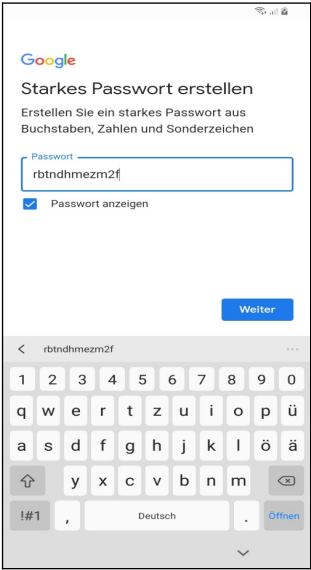 Google
Starkes Passwort erstellen
Erstellen Sie ein starkes Passwort aus
Buchstaben, Zahlen und Sonderzeichen
Passwort
rbtndhmezm2f
Passwort anzeigen
Weiter
rbtndhmezm2f
1 2 3 4 5 6 7 8 9 0
q w e r t z u i o p ü
a s d f g h j k l ö ä
y x c v b n m
!#1 , Deutsch . Öffnen